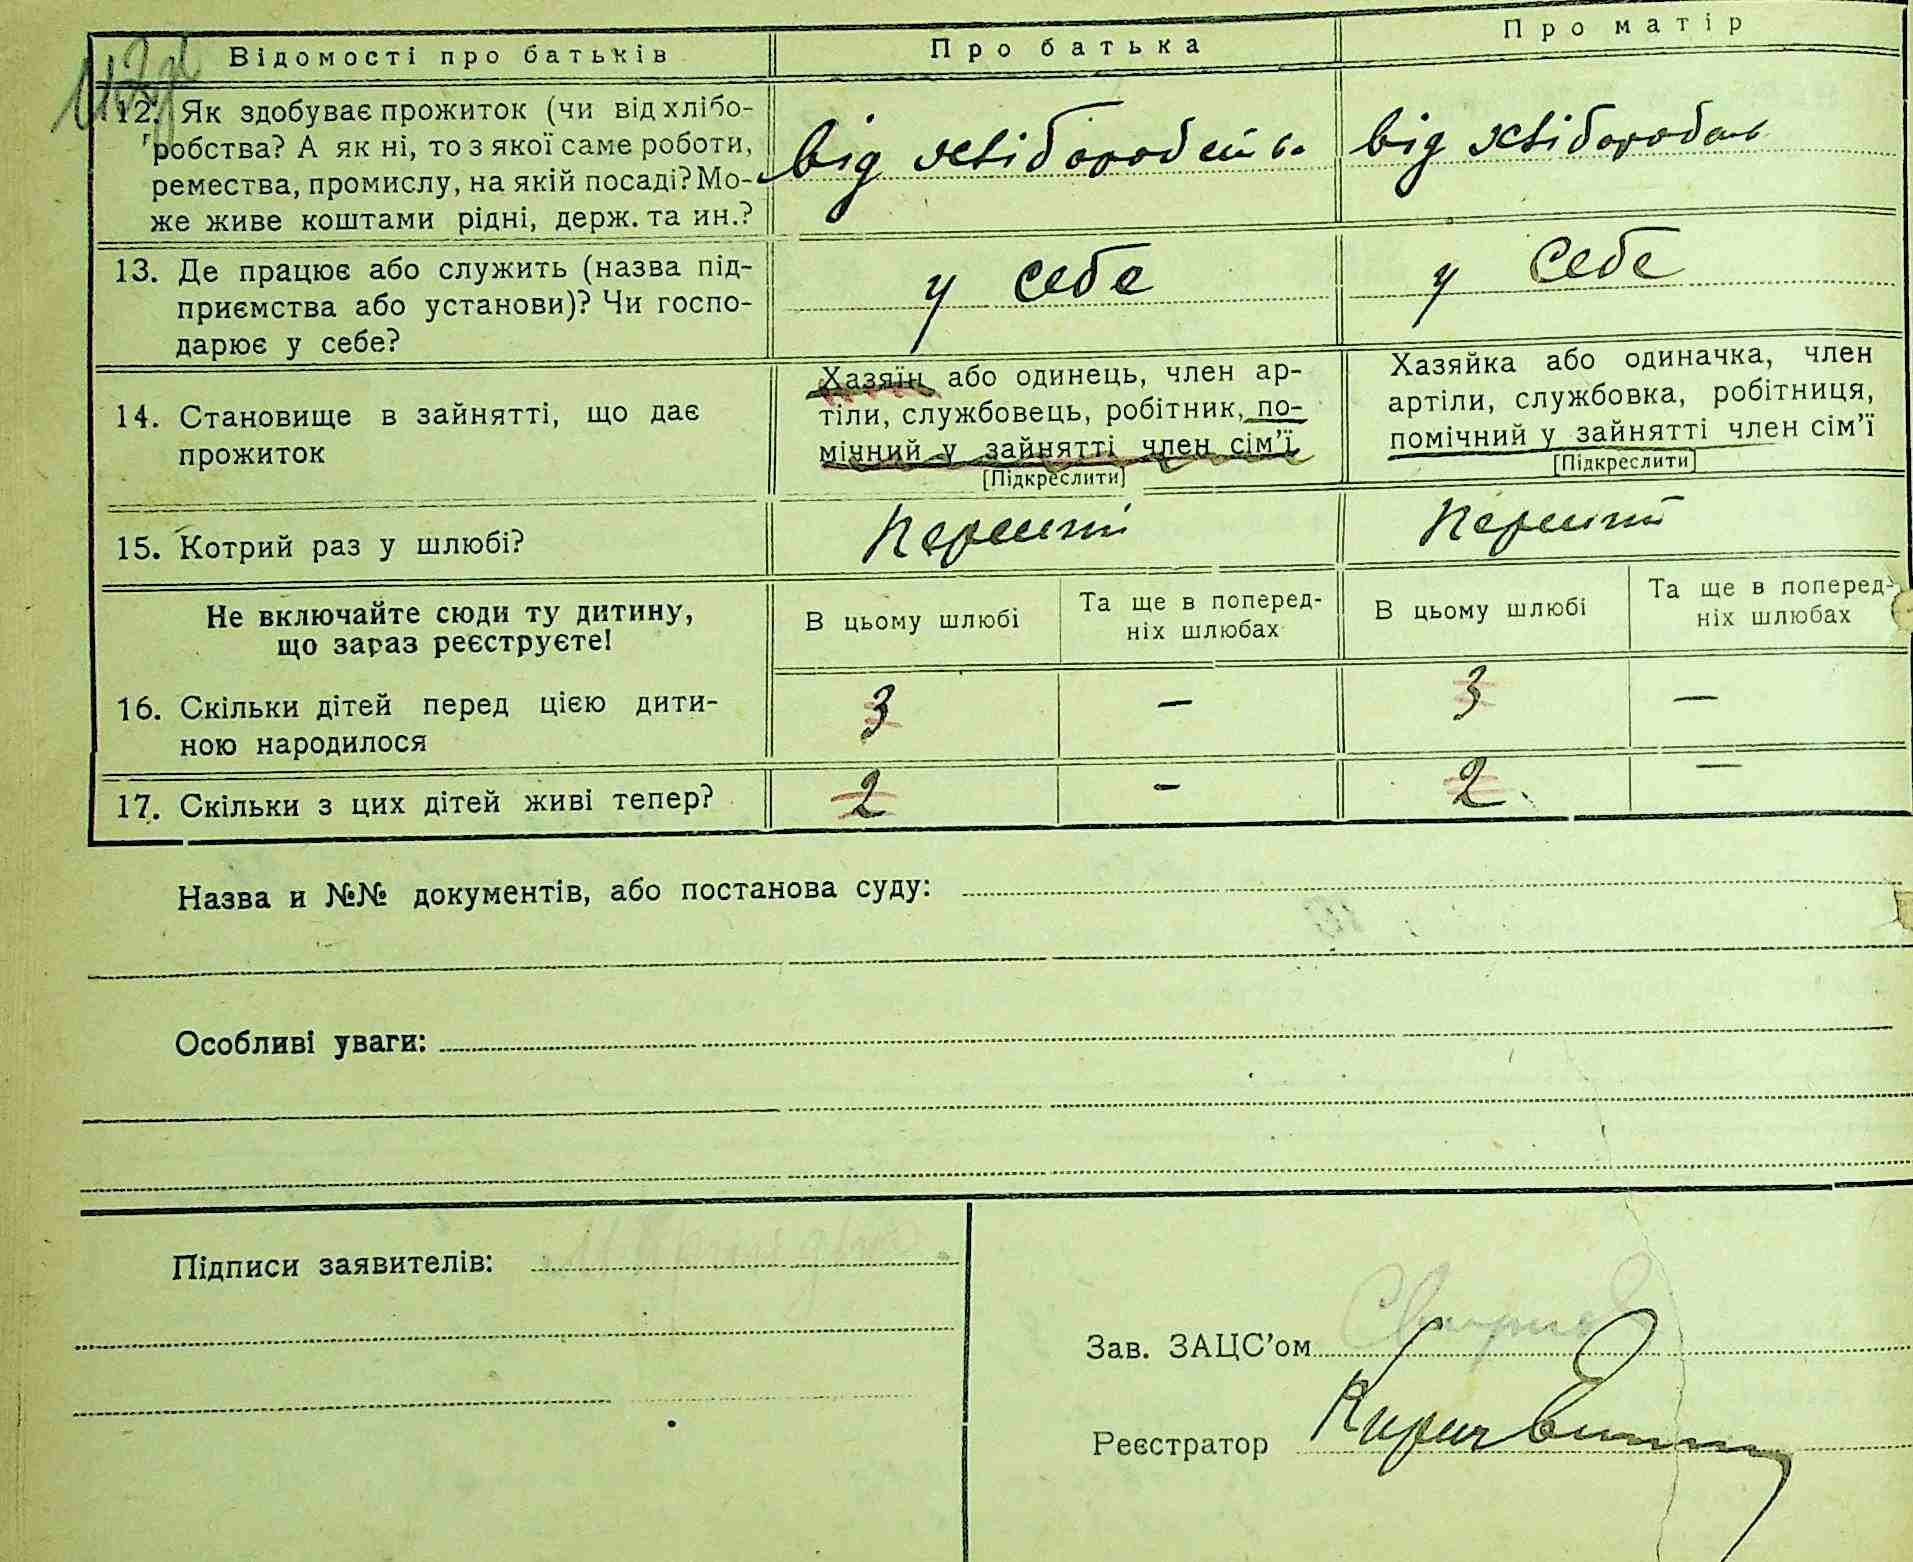 Відомості про батьків
Про батька
Про матір
12. Як здобуває прожиток (чи від хлібо-
робства? А як ні, то з якої саме роботи,
ремества, промислу, на якій посаді? Мо-
же живе коштами рідні, держ. та ин.?
від хліборобства
від хліборобств
13. Де працює або служить (назва під-
приємства або установи)? Чи госпо-
дарює у себе?
у себе
у себе
14. Становище в зайнятті, що дає
прожиток
Хазяїн або одинець, член ар-
тіли, службовець, робітник, по-
мічний у зайнятті член сім'ї
[Підкреслити]
Хазяйка або одиначка, член
артіли, службовка, робітниця,
помічний у зайнятті член сім'ї
[Підкреслити]
15. Котрий раз у шлюбі?
перший
перший
Не включайте сюди ту дитину,
що зараз реєструєте!
В цьому шлюбі
Та ще в поперед-
ніх шлюбах
В цьому шлюбі
Та ще в поперед-
ніх шлюбах
16. Скільки дітей перед цією дити-
ною народилося
3 — 3 —
17. Скільки з цих дітей живі тепер?
2 - 2 —
Назва и №№ документів, або постанова суду:
Особливі уваги:
Підписи заявителів:
Зав. ЗАЦС'ом
Реєстратор